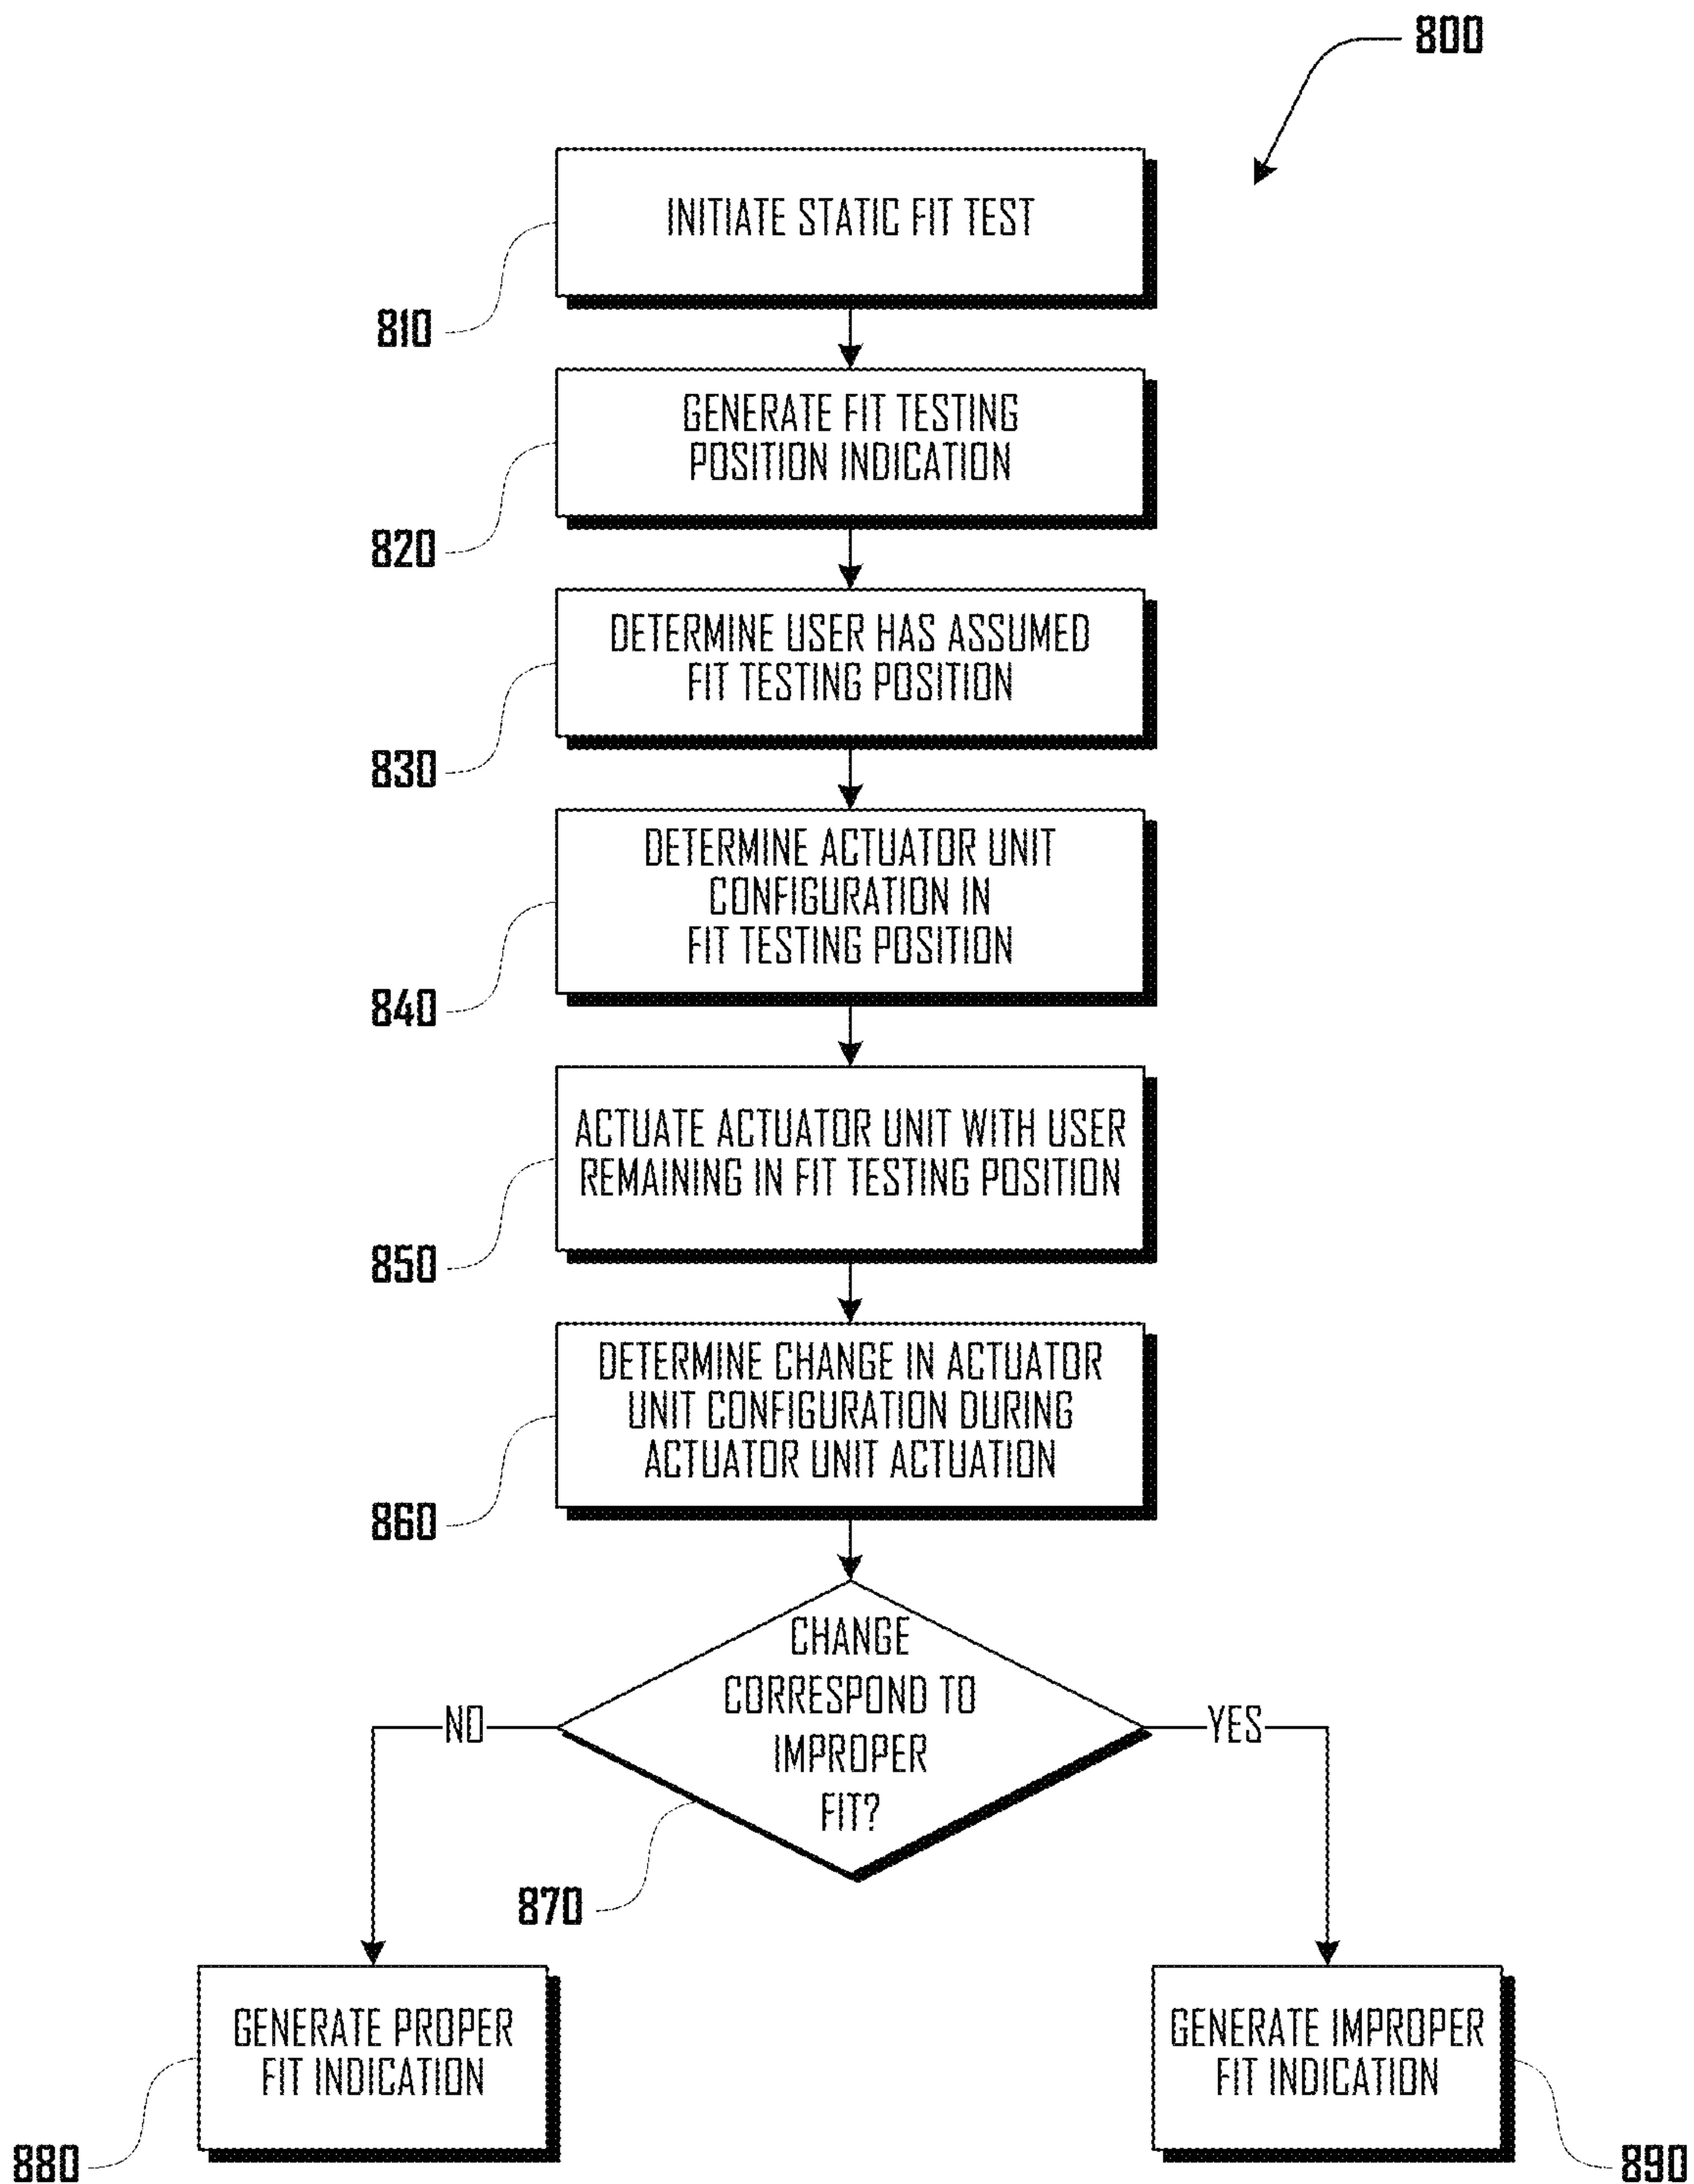 800
INITIATE STATIC FIT TEST
810
GENERATE FIT TESTING
POSITION INDICATION
820
DETERMINE USER HAS ASSUMED
FIT TESTING POSITION
830
DETERMINE ACTUATOR UNIT
CONFIGURATION IN
FIT TESTING POSITION
840
ACTUATE ACTUATOR UNIT WITH USER
REMAINING IN FIT TESTING POSITION
850
DETERMINE CHANGE IN ACTUATOR
UNIT CONFIGURATION DURING
ACTUATOR UNIT ACTUATION
860
CHANGE
CORRESPOND TO
IMPROPER
FIT?
NO
YES
870
GENERATE PROPER
FIT INDICATION
880
GENERATE IMPROPER
FIT INDICATION
890